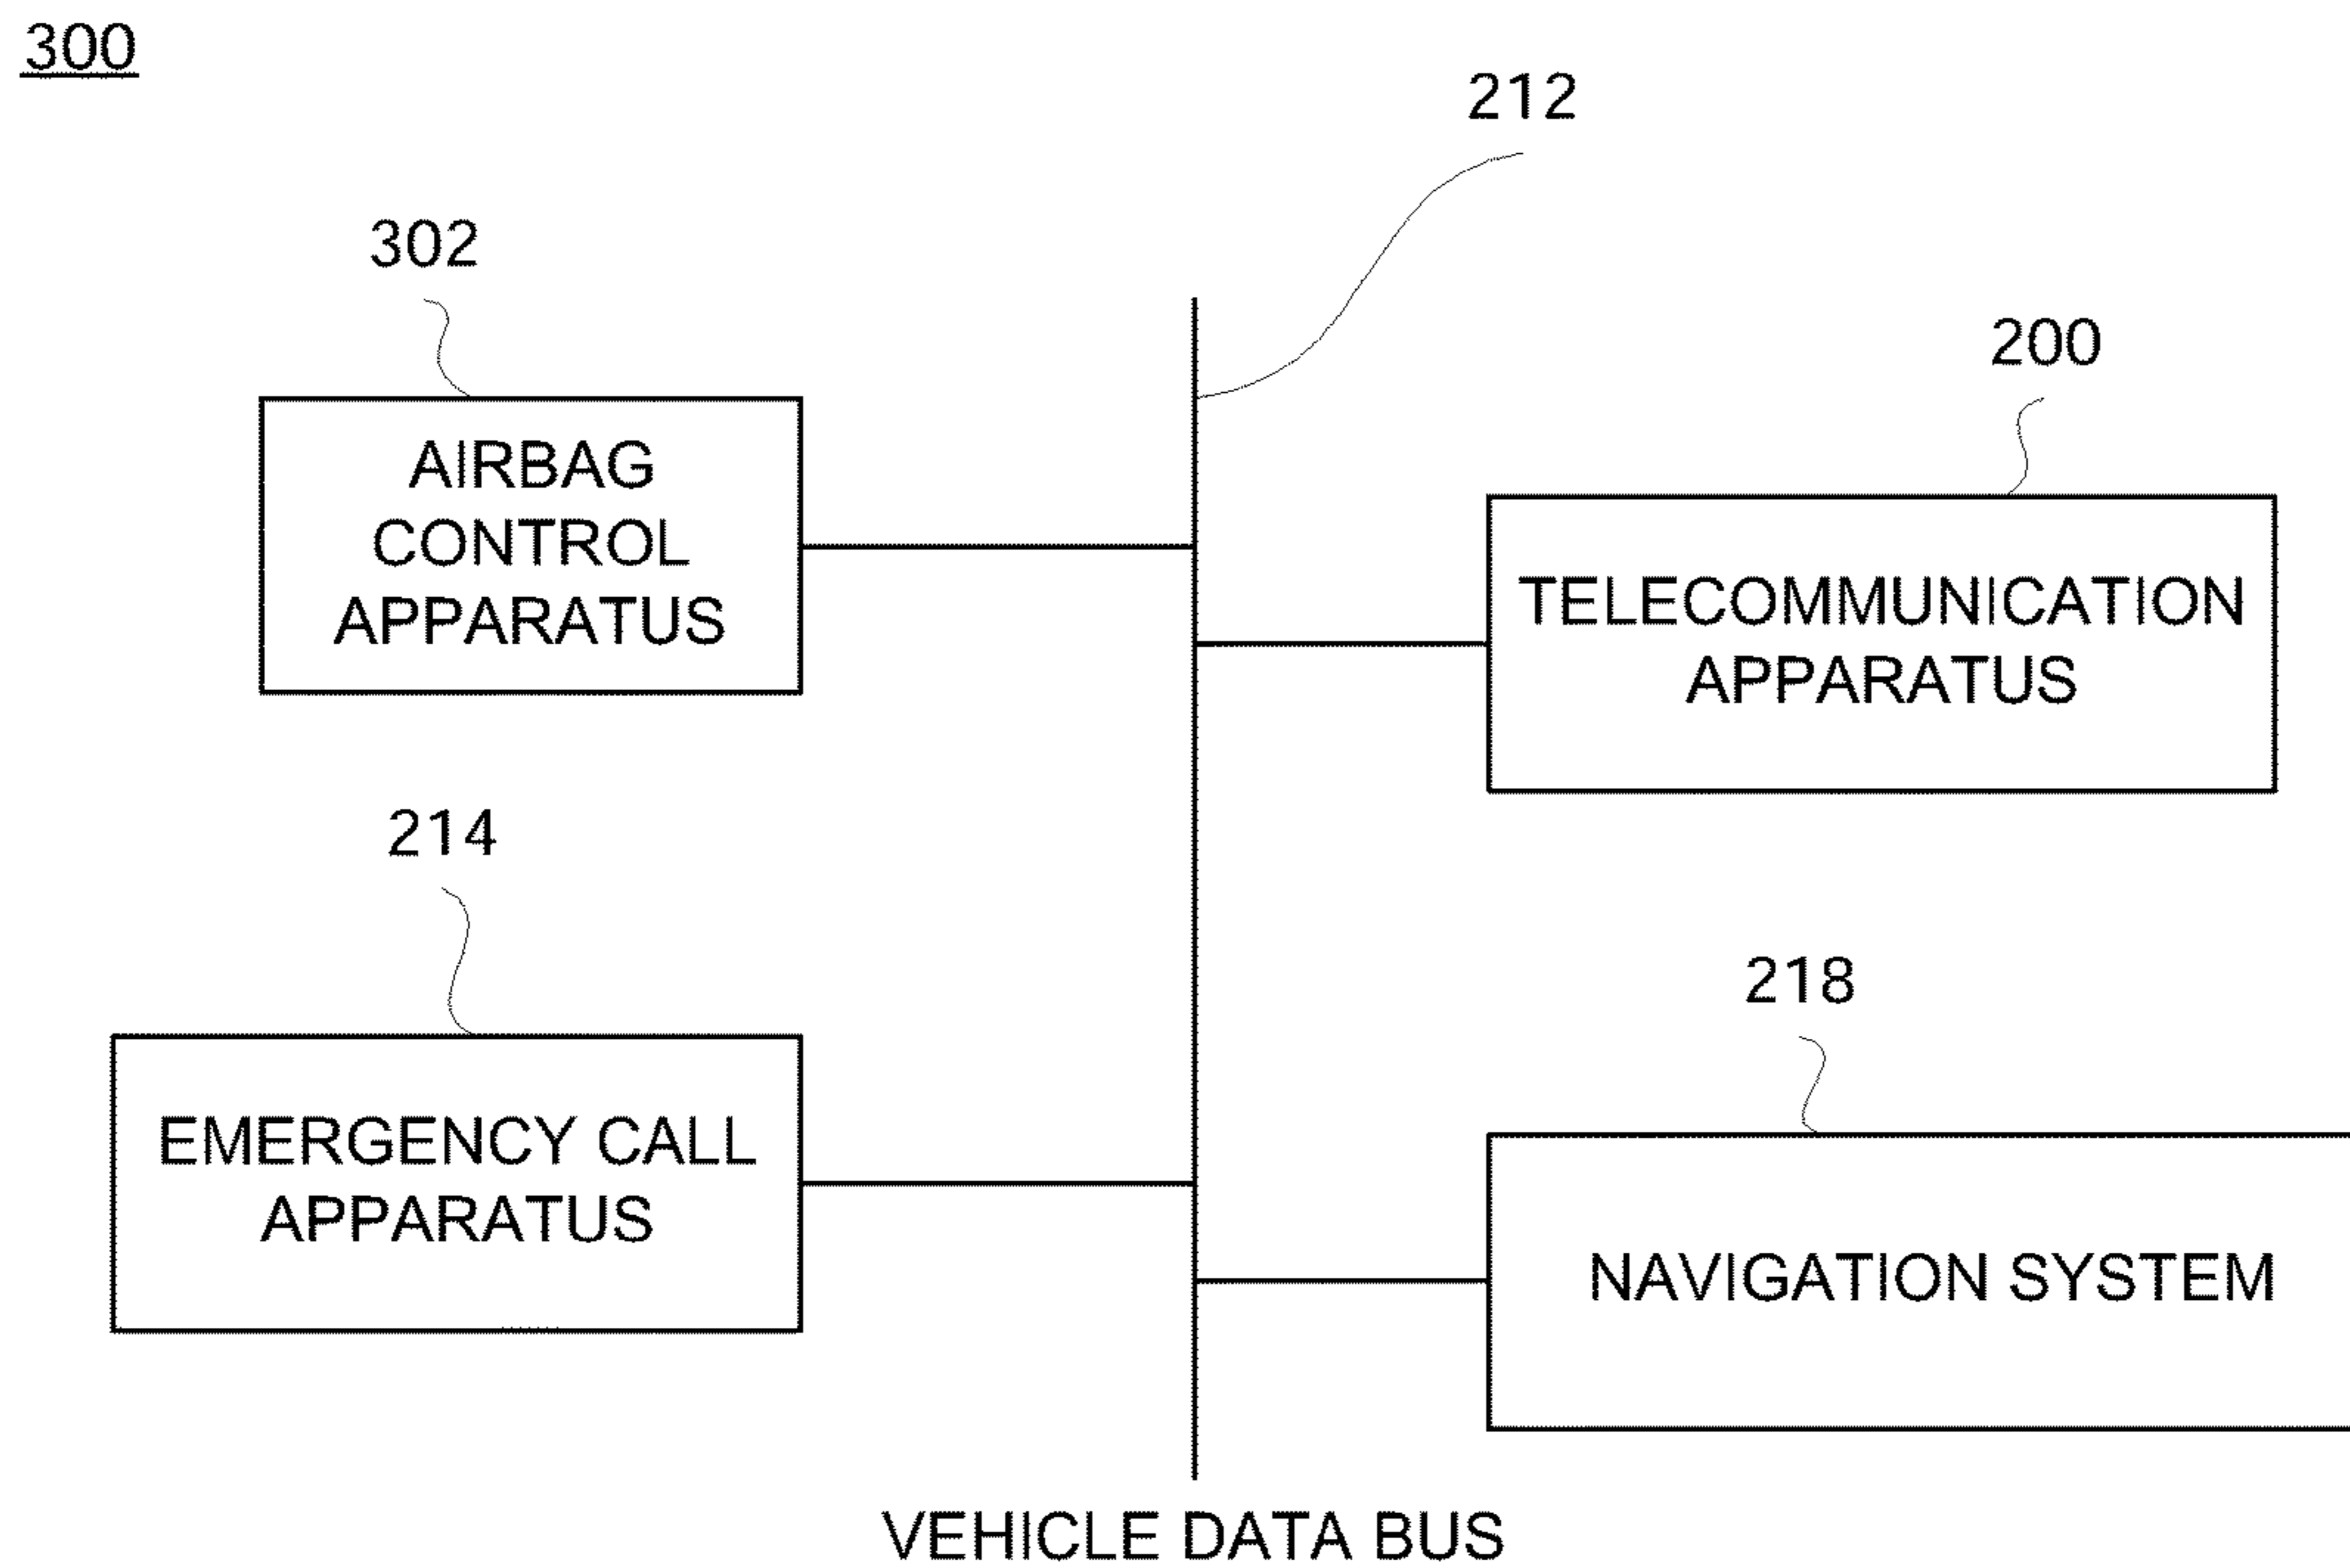 300
212
302
200
AIRBAG
CONTROL
APPARATUS
TELECOMMUNICATION
APPARATUS
214
218
EMERGENCY CALL
APPARATUS
NAVIGATION SYSTEM
VEHICLE DATA BUS